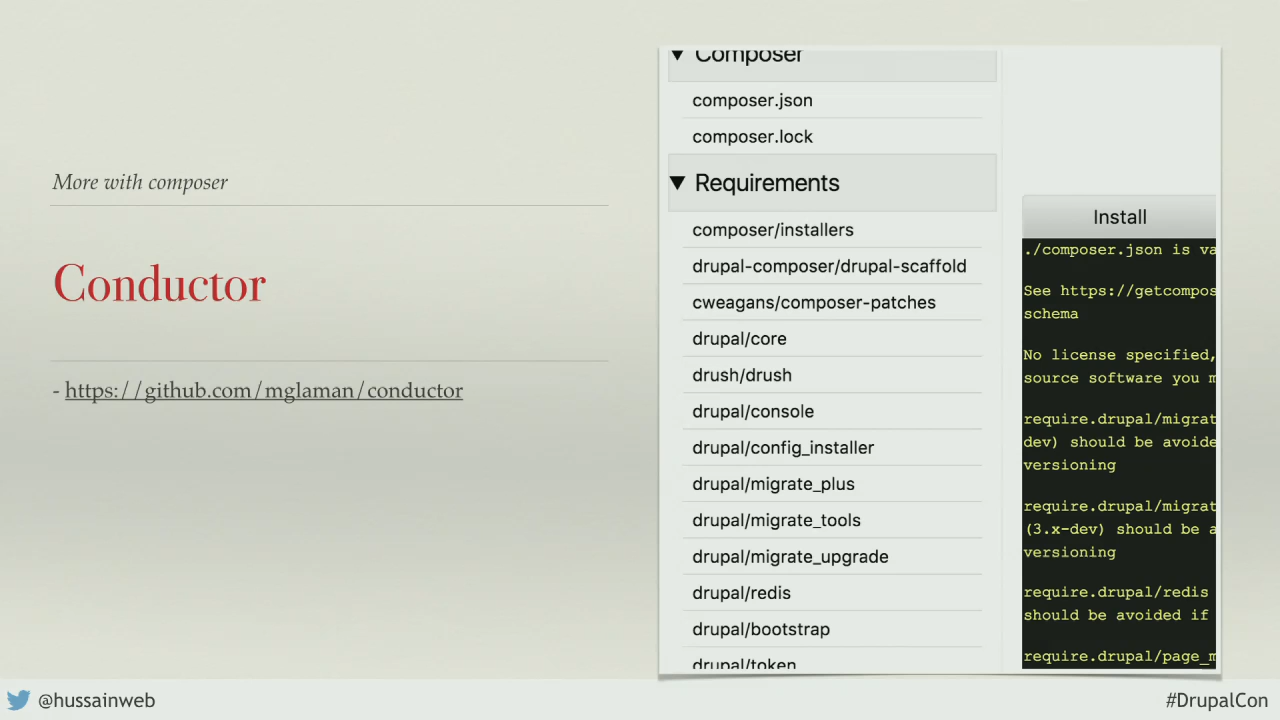 More with composer
Conductor
- https://github.com/mglaman/conductor
▼ Composer
composer.json
composer.lock
▼ Requirements
composer/installers
drupal-composer/drupal-scaffold
cweagans/composer-patches
drupal/core
drush/drush
drupal/console
drupal/config_installer
drupal/migrate_plus
drupal/migrate_tools
drupal/migrate_upgrade
drupal/redis
drupal/bootstrap
drupal/token
Install
./composer.json is va
See https://getcompos
schema
No license specified,
source software you m
require.drupal/migrat
dev) should be avoide
versioning
require.drupal/migrat
(3.x-dev) should be a
versioning
require.drupal/redis
should be avoided if
require.drupal/page_m
@hussainweb
#DrupalCon